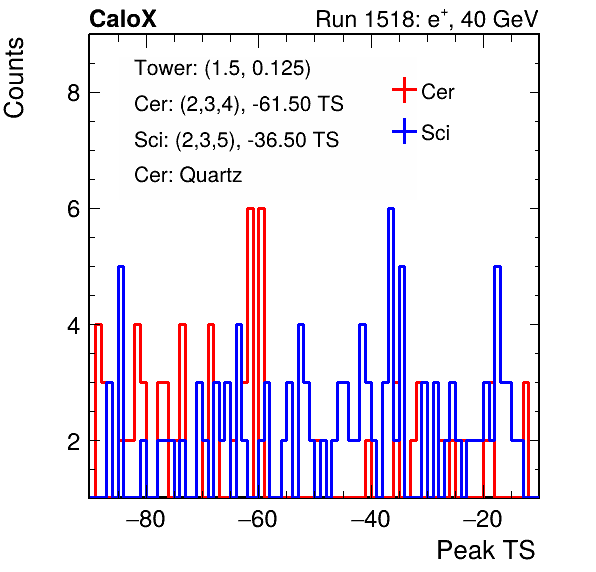 CaloX Run 1518: e⁺, 40 GeV
Counts
Tower: (1.5, 0.125)
Cer: (2,3,4), -61.50 TS
Sci: (2,3,5), -36.50 TS
Cer: Quartz
Cer
Sci
8
6
4
2
−80 −60 −40 −20
Peak TS